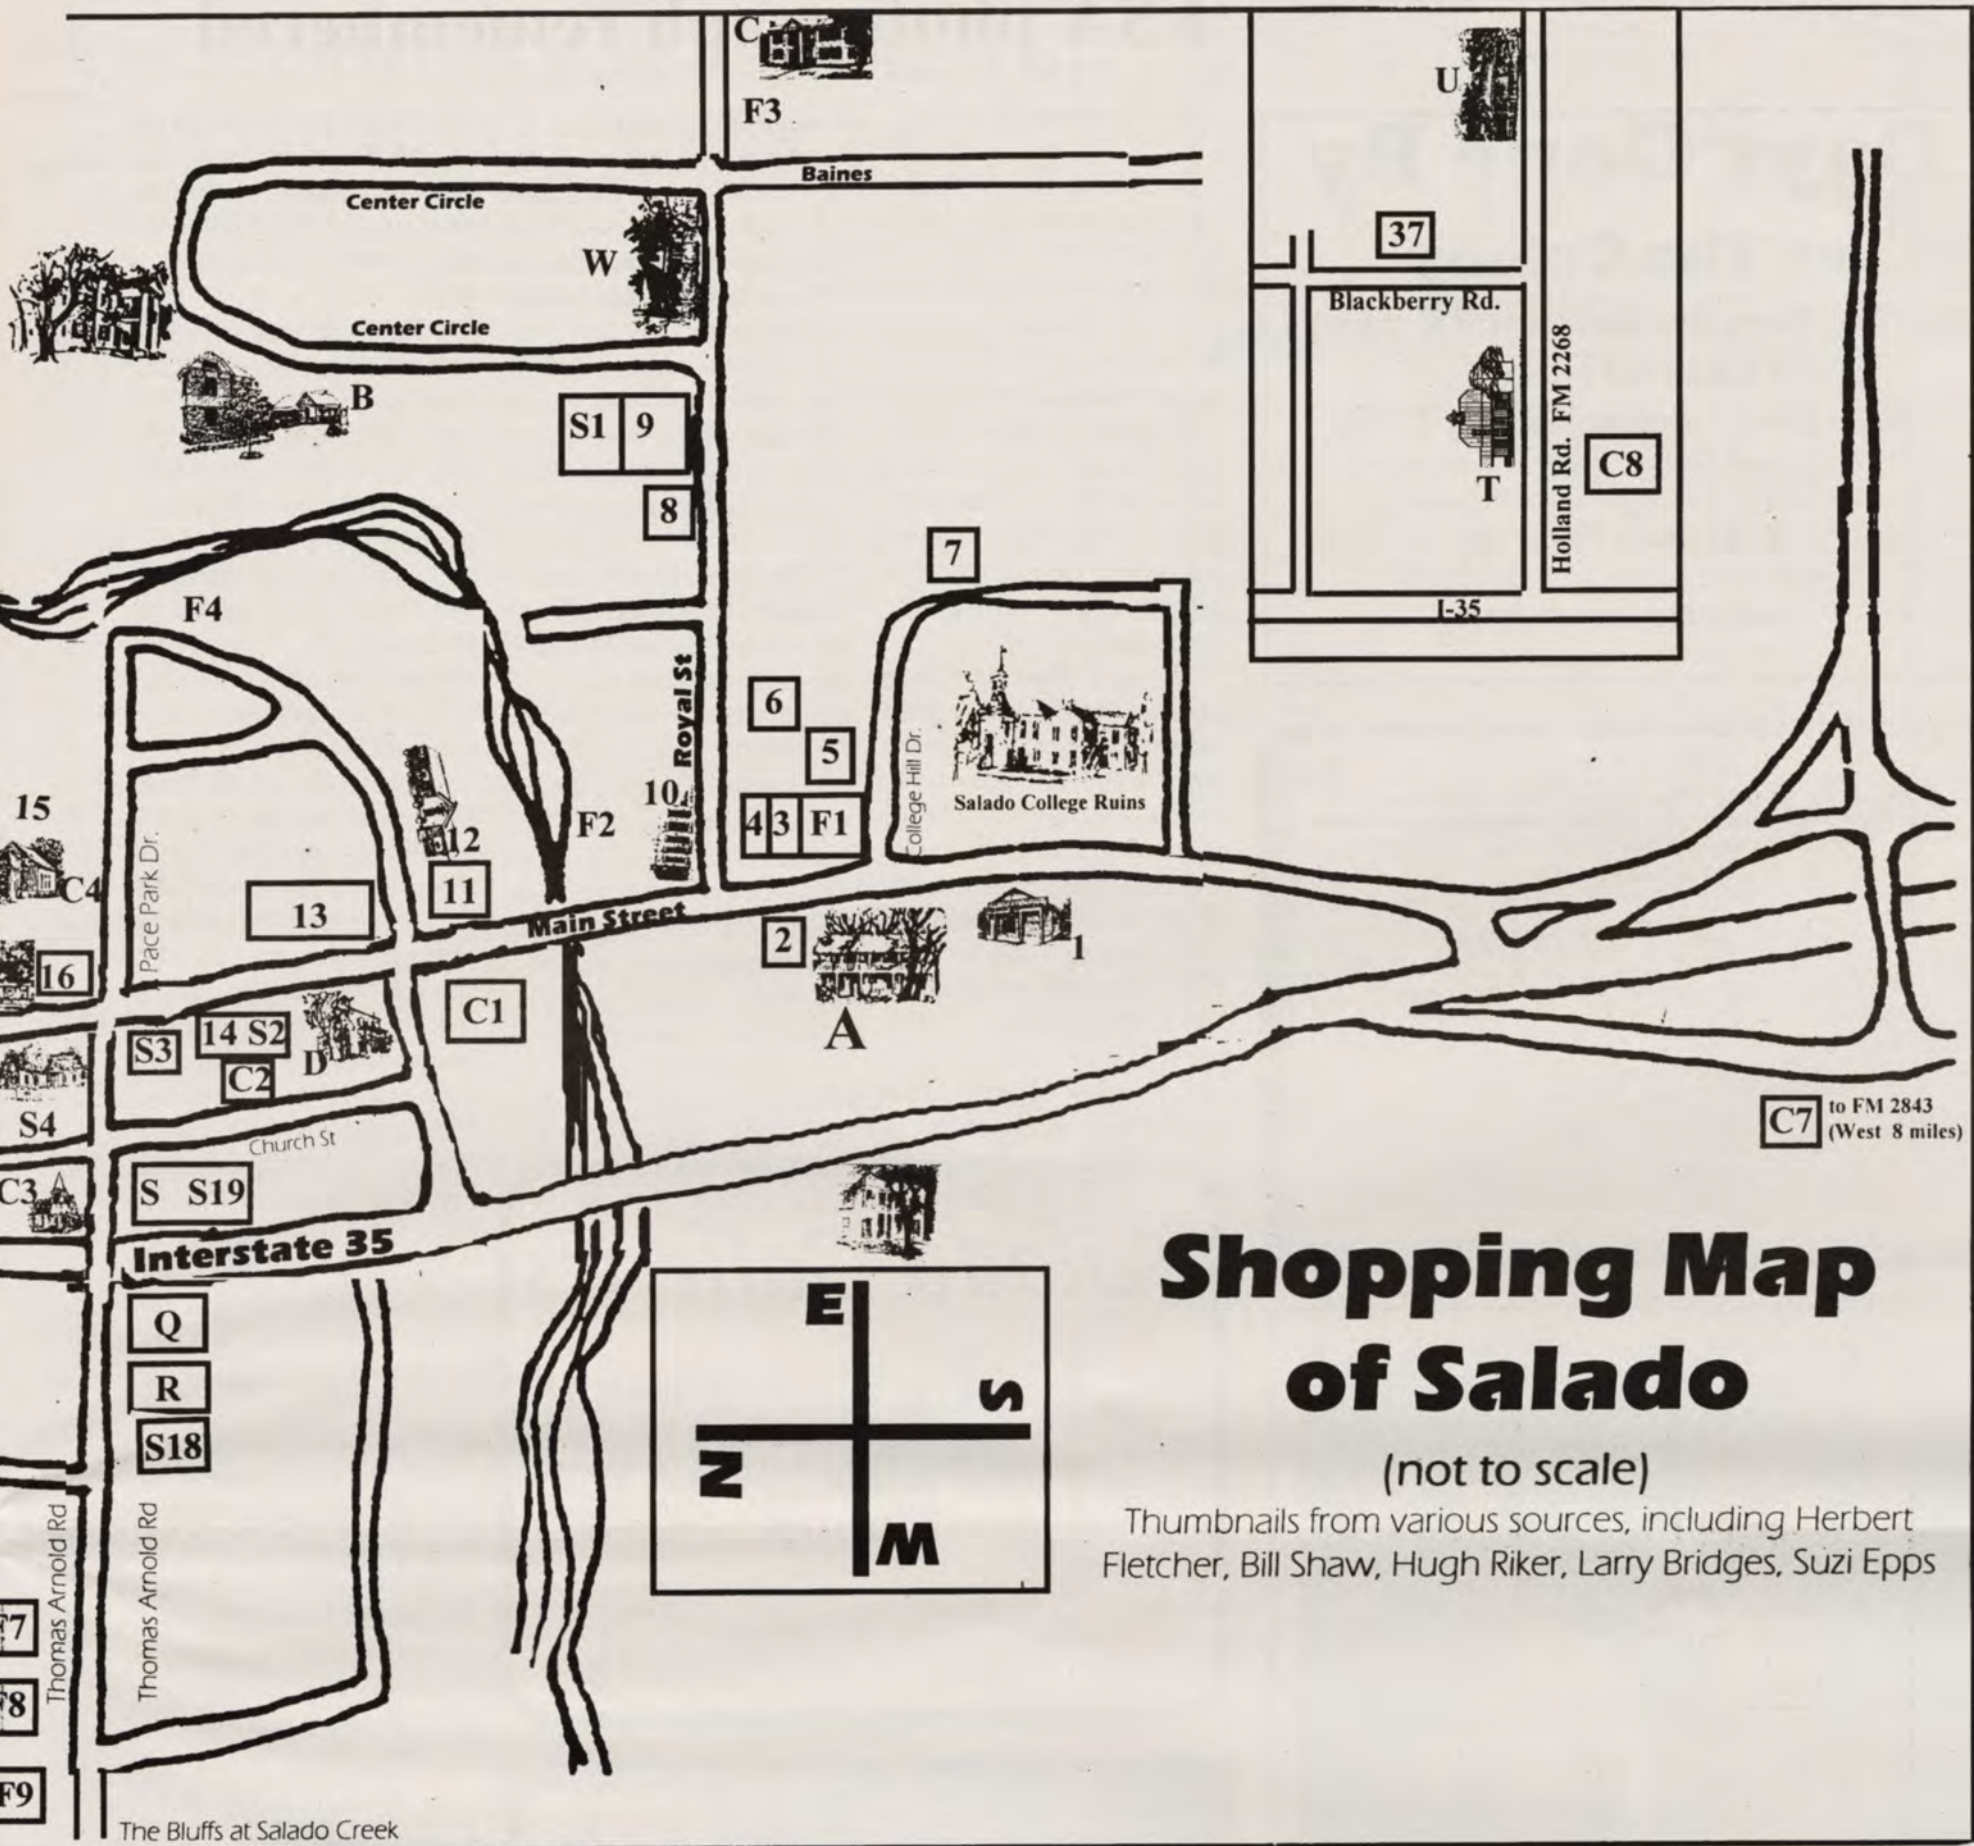 C
F3
U
Baines
Center Circle
W
37
Blackberry Rd.
Center Circle
B
S1 9
8
Holland Rd. FM 2268
C8
T
7
F4
I-35
Royal St
6
5
College Hill Dr.
Salado College Ruins
10
4 3 F1
F2
15
12
C4
A Pace Park Dr.
11
13
Main Street
2
1
16
C1
A
S3
14 S2
C2
D
S4
Church St
C7 to FM 2843
(West 8 miles)
C3
S S19
Interstate 35
Q
R
S18
E
S
N
W
Shopping Map
of Salado
(not to scale)
Thumbnails from various sources, including Herbert
Fletcher, Bill Shaw, Hugh Riker, Larry Bridges, Suzi Epps
Thomas Arnold Rd
Thomas Arnold Rd
F7
8
F9
The Bluffs at Salado Creek